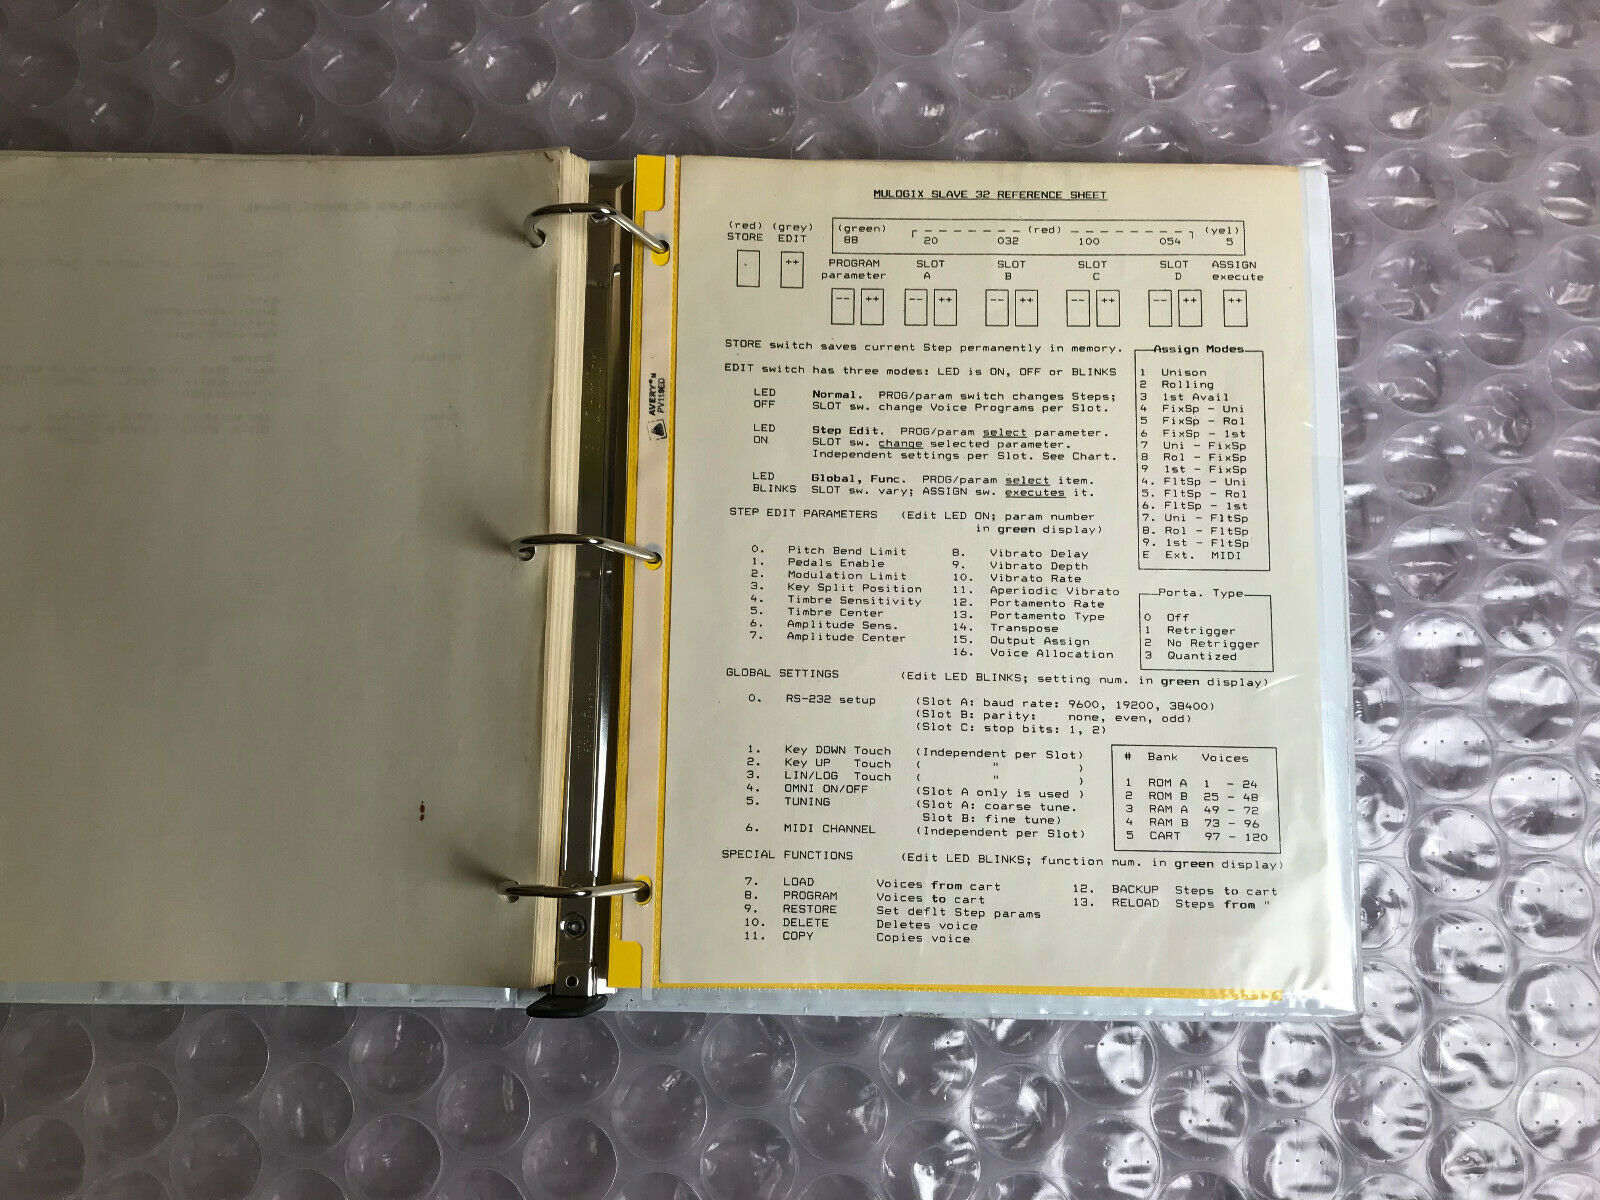 MULOGIX SLAVE 32 REFERENCE SHEET
(red) (grey) (green) (red) (yel)
STORE EDIT 88 20 032 100 054 5
PROGRAM SLOT SLOT SLOT SLOT ASSIGN
parameter A B C D execute
. ++ -- ++ -- ++ -- ++ -- ++ -- ++ ++
STORE switch saves current Step permanently in memory.
EDIT switch has three modes: LED is ON, OFF or BLINKS
LED Normal. PROG/param switch changes Steps;
OFF SLOT sw. change Voice Programs per Slot.
LED Step Edit. PROG/param select parameter.
ON SLOT sw. change selected parameter.
Independent settings per Slot. See Chart.
LED Global, Func. PROG/param select item.
BLINKS SLOT sw. vary; ASSIGN sw. executes it.
Assign Modes
1 Unison
2 Rolling
3 1st Avail
4 FixSp - Uni
5 FixSp - Rol
6 FixSp - 1st
7 Uni - FixSp
8 Rol - FixSp
9 1st - FixSp
4. FltSp - Uni
5. FltSp - Rol
6. FltSp - 1st
7. Uni - FltSp
8. Rol - FltSp
9. 1st - FltSp
E Ext. MIDI
STEP EDIT PARAMETERS (Edit LED ON; param number
in green display)
0. Pitch Bend Limit
1. Pedals Enable
2. Modulation Limit
3. Key Split Position
4. Timbre Sensitivity
5. Timbre Center
6. Amplitude Sens.
7. Amplitude Center
8. Vibrato Delay
9. Vibrato Depth
10. Vibrato Rate
11. Aperiodic Vibrato
12. Portamento Rate
13. Portamento Type
14. Transpose
15. Output Assign
16. Voice Allocation
Porta. Type
0 Off
1 Retrigger
2 No Retrigger
3 Quantized
GLOBAL SETTINGS (Edit LED BLINKS; setting num. in green display)
0. RS-232 setup (Slot A: baud rate: 9600, 19200, 38400)
(Slot B: parity: none, even, odd)
(Slot C: stop bits: 1, 2)
1. Key DOWN Touch (Independent per Slot)
2. Key UP Touch ( " )
3. LIN/LOG Touch ( " )
4. OMNI ON/OFF (Slot A only is used )
5. TUNING (Slot A: coarse tune.
Slot B: fine tune)
6. MIDI CHANNEL (Independent per Slot)
# Bank Voices
1 ROM A 1 - 24
2 ROM B 25 - 48
3 RAM A 49 - 72
4 RAM B 73 - 96
5 CART 97 - 120
SPECIAL FUNCTIONS (Edit LED BLINKS; function num. in green display)
7. LOAD Voices from cart
8. PROGRAM Voices to cart
9. RESTORE Set deflt Step params
10. DELETE Deletes voice
11. COPY Copies voice
12. BACKUP Steps to cart
13. RELOAD Steps from "
AVERY®
PV119ED